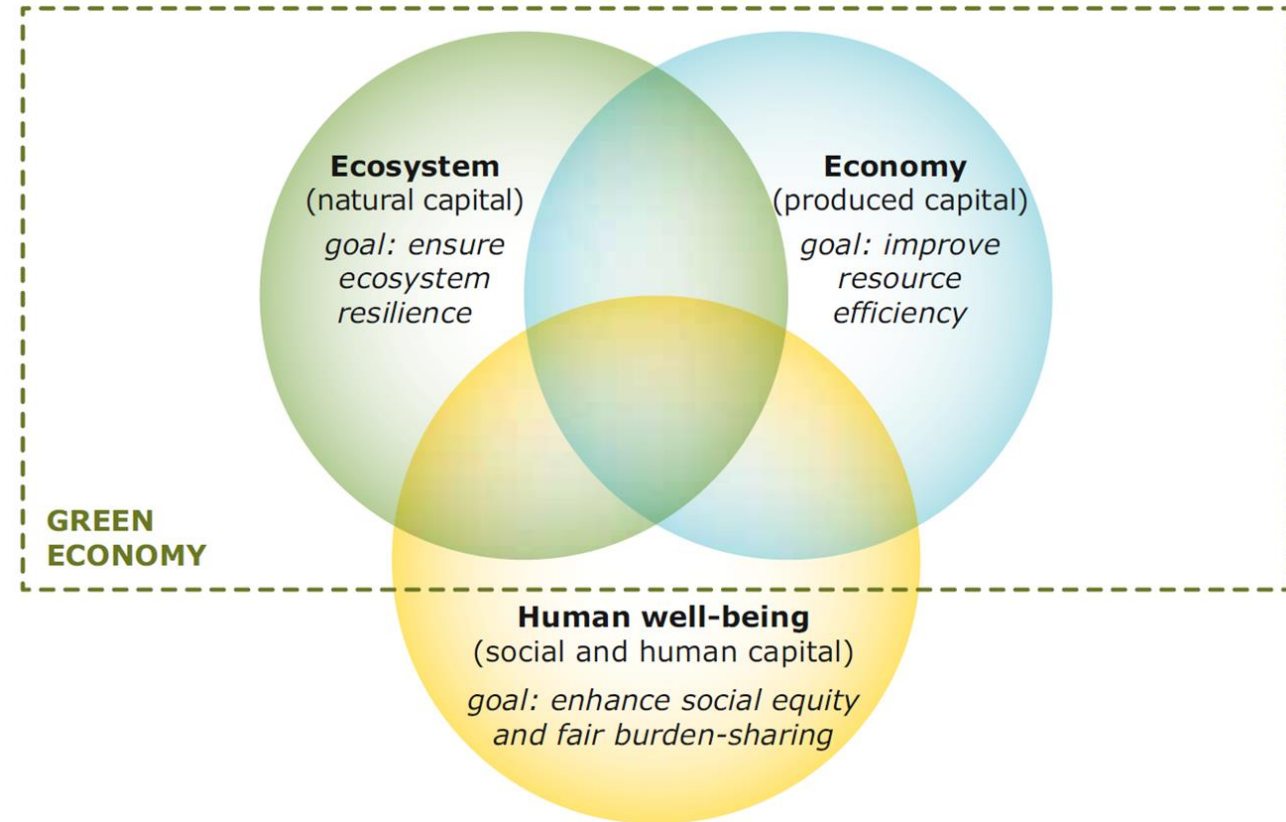 Ecosystem
(natural capital)
goal: ensure
ecosystem
resilience
Economy
(produced capital)
goal: improve
resource
efficiency
GREEN
ECONOMY
Human well-being
(social and human capital)
goal: enhance social equity
and fair burden-sharing